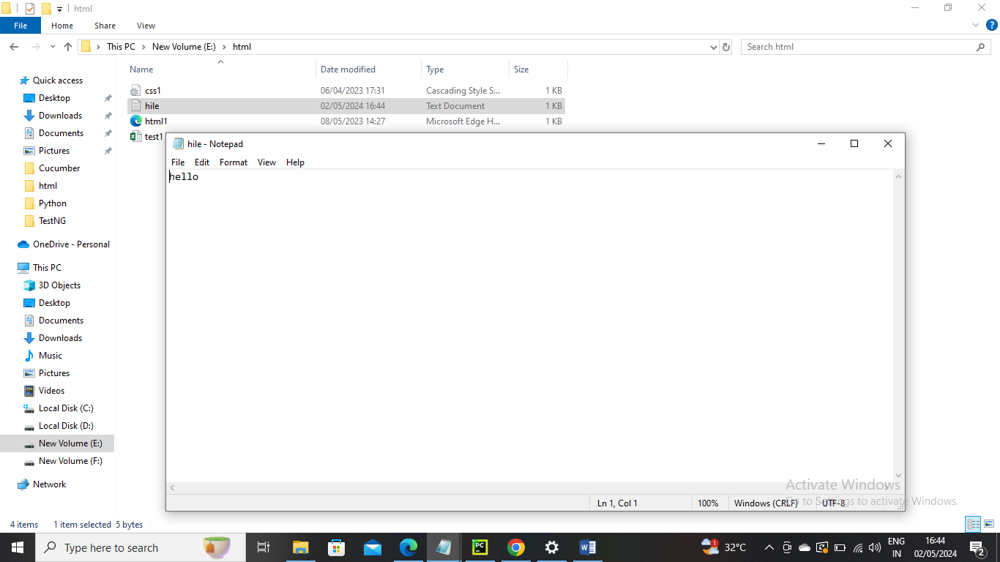 html
File Home Share View
This PC New Volume (E:) html Search html
Name Date modified Type Size
css1 06/04/2023 17:31 Cascading Style S... 1 KB
hile 02/05/2024 16:44 Text Document 1 KB
html1 08/05/2023 14:27 Microsoft Edge H... 1 KB
test1
Quick access
Desktop
Downloads
Documents
Pictures
Cucumber
html
Python
TestNG
OneDrive - Personal
This PC
3D Objects
Desktop
Documents
Downloads
Music
Pictures
Videos
Local Disk (C:)
Local Disk (D:)
New Volume (E:)
New Volume (F:)
Network
hile - Notepad
File Edit Format View Help
hello
Activate Windows
Go to Settings to activate Windows.
Ln 1, Col 1 100% Windows (CRLF) UTF-8
4 items 1 item selected 5 bytes
Type here to search
PC
32°C
ENG
IN
16:44
02/05/2024
2